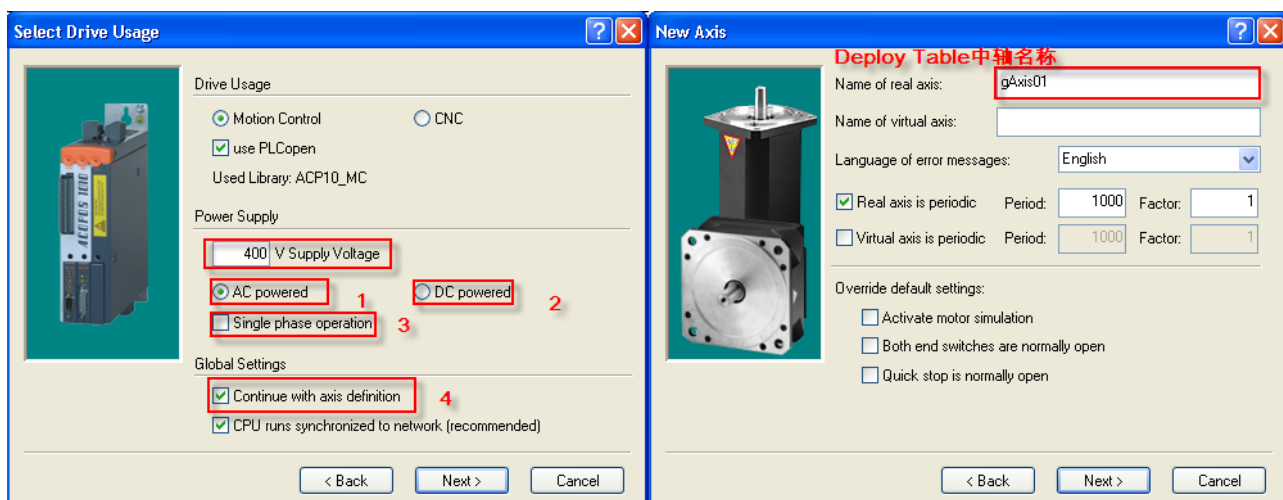 Select Drive Usage
Drive Usage
Motion Control
CNC
use PLCopen
Used Library: ACP10_MC
Power Supply
400 V Supply Voltage
AC powered
1
DC powered
2
Single phase operation
3
Global Settings
Continue with axis definition
4
CPU runs synchronized to network (recommended)
< Back
Next >
Cancel
ACOPOS 1010
New Axis
Deploy Table中轴名称
Name of real axis: gAxis01
Name of virtual axis:
Language of error messages: English
Real axis is periodic Period: 1000 Factor: 1
Virtual axis is periodic Period: 1000 Factor: 1
Override default settings:
Activate motor simulation
Both end switches are normally open
Quick stop is normally open
< Back
Next >
Cancel